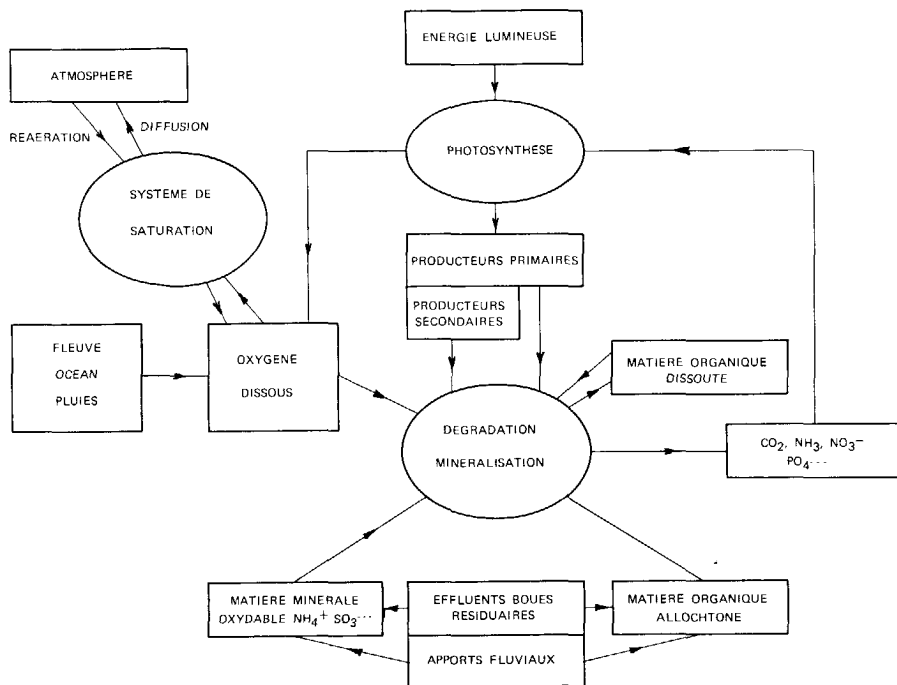 ENERGIE LUMINEUSE
ATMOSPHERE
REAERATION
DIFFUSION
PHOTOSYNTHESE
SYSTEME DE
SATURATION
PRODUCTEURS PRIMAIRES
PRODUCTEURS
SECONDAIRES
FLEUVE
OCEAN
PLUIES
OXYGENE
DISSOUS
MATIERE ORGANIQUE
DISSOUTE
DEGRADATION
MINERALISATION
CO₂, NH₃, NO₃⁻
PO₄---
MATIERE MINERALE
OXYDABLE NH₄⁺ SO₃---
EFFLUENTS BOUES
RESIDUAIRES
MATIERE ORGANIQUE
ALLOCHTONE
APPORTS FLUVIAUX